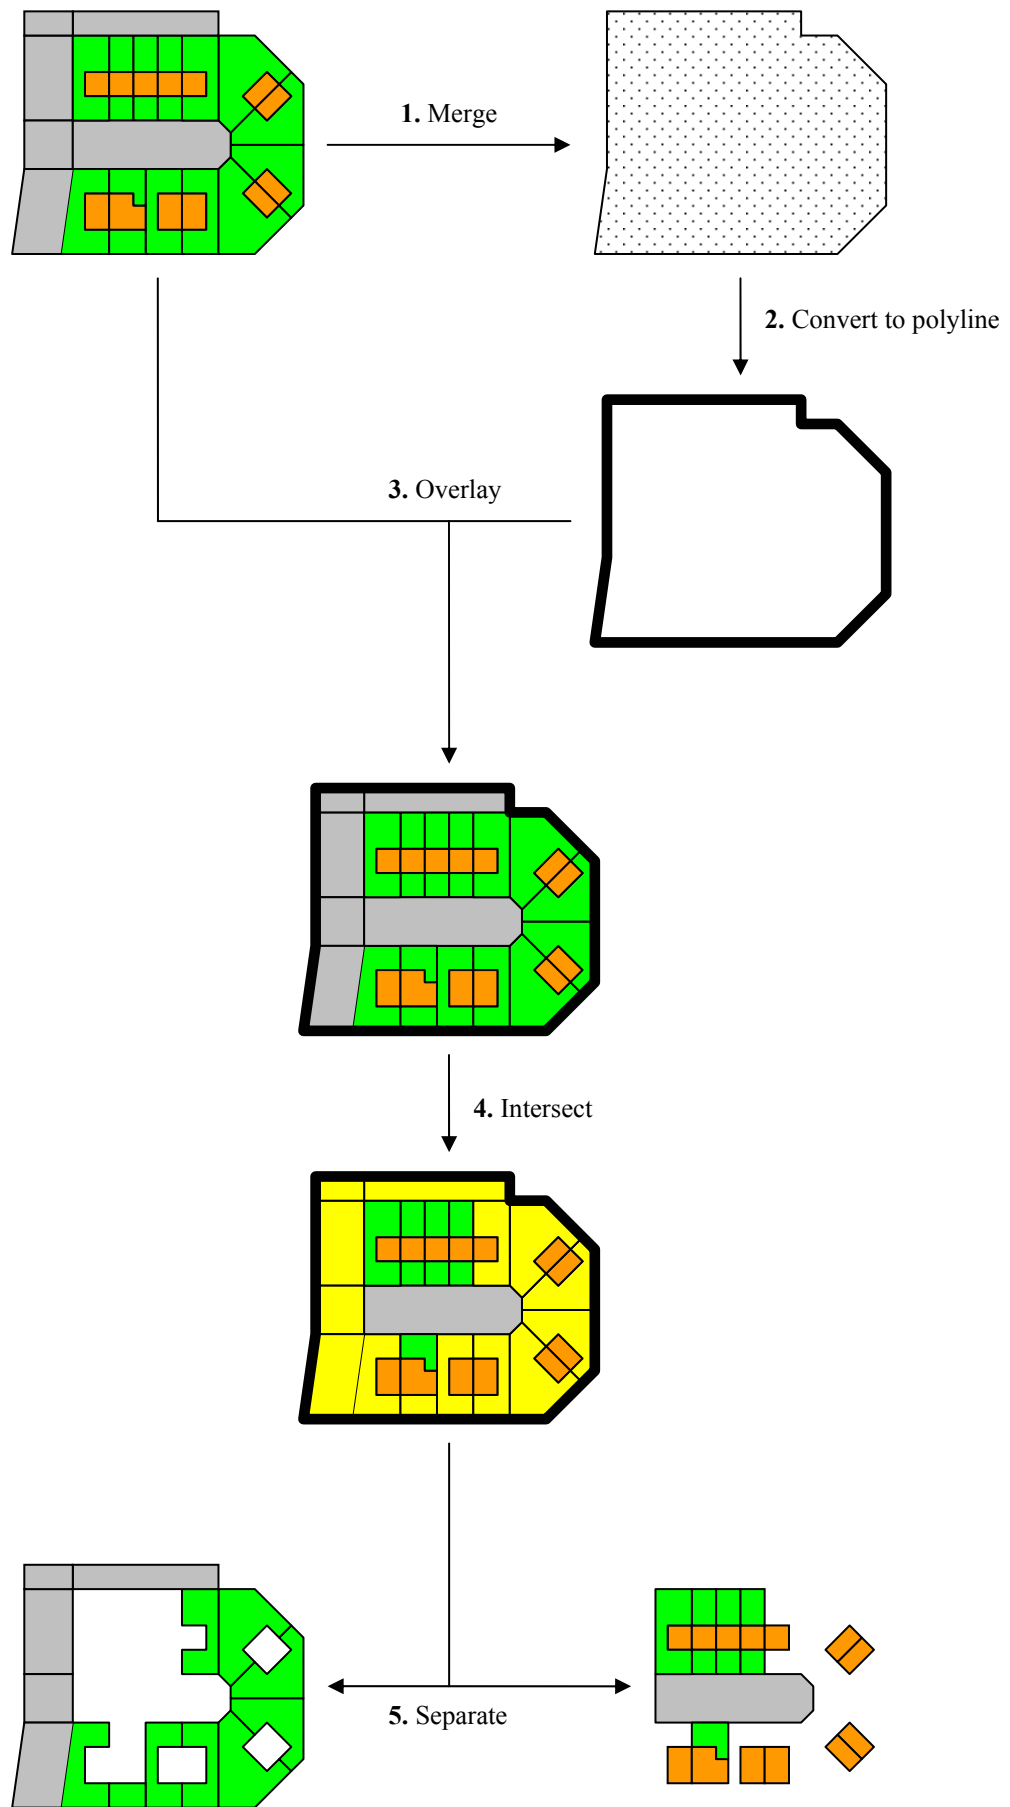 1. Merge
2. Convert to polyline
3. Overlay
4. Intersect
5. Separate